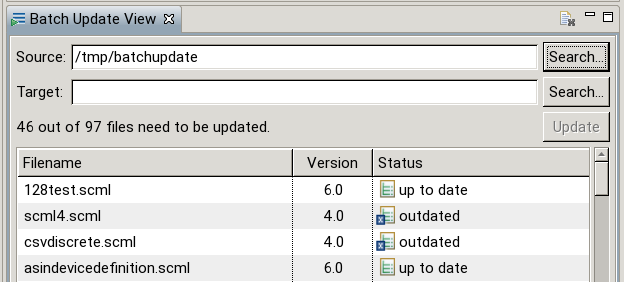 Batch Update View
Source: /tmp/batchupdate Search...
Target: Search...
46 out of 97 files need to be updated. Update
Filename Version Status
128test.scml 6.0 up to date
scml4.scml 4.0 outdated
csvdiscrete.scml 4.0 outdated
asindevicedefinition.scml 6.0 up to date